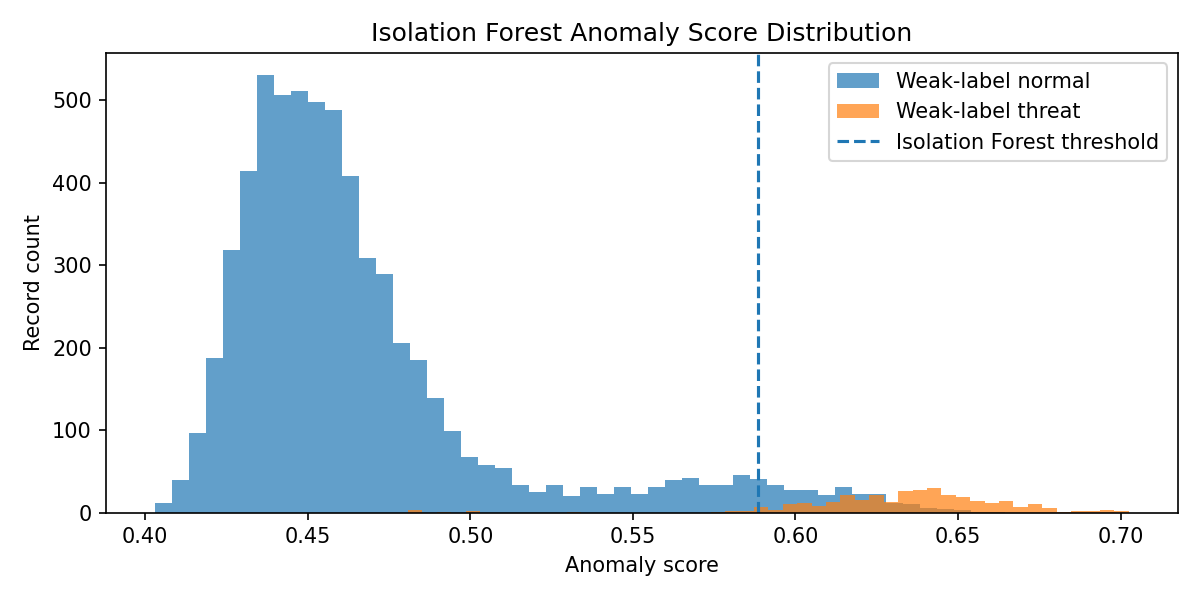 Isolation Forest Anomaly Score Distribution
Weak-label normal
Weak-label threat
Isolation Forest threshold
Record count
500
400
300
200
100
0
0.40 0.45 0.50 0.55 0.60 0.65 0.70
Anomaly score